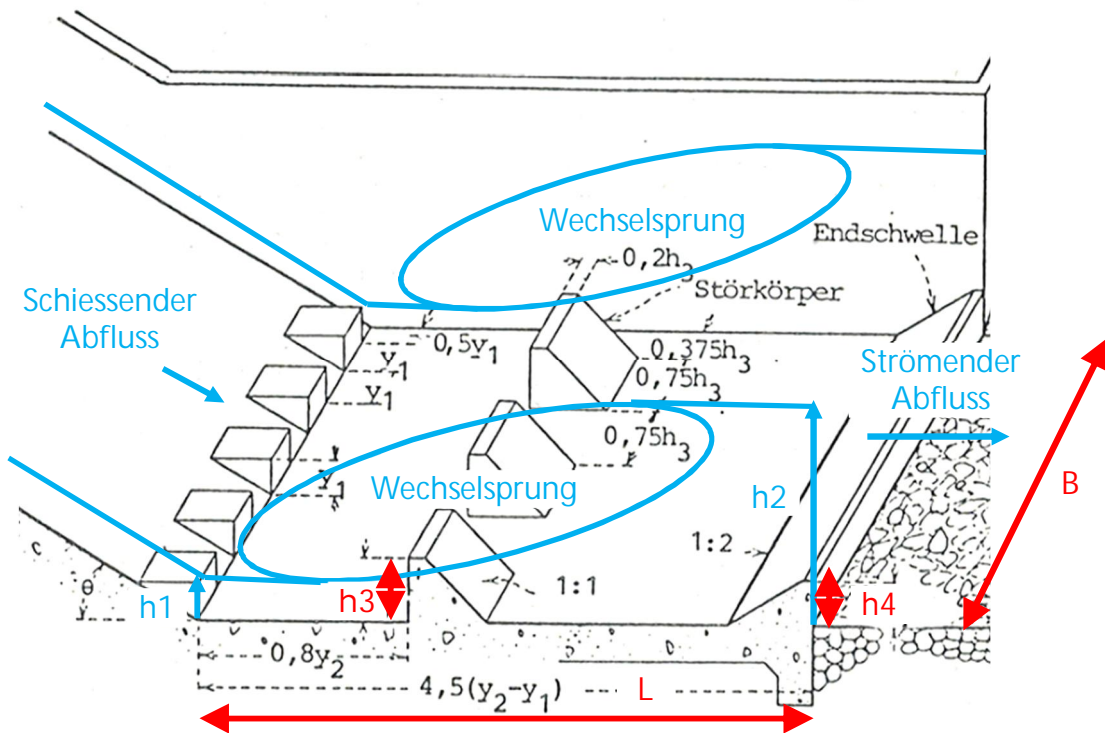 Wechselsprung
Endschwelle
0,2h₃
Störkörper
Schiessender
Abfluss
0,5y₁
y₁
0,375h₃
0,75h₃
Strömender
Abfluss
y₁
0,75h₃
y₁
Wechselsprung
h2
B
c
θ
1:2
1:1
h1
h3
h4
0,8y₂
4,5(y₂-y₁)
L